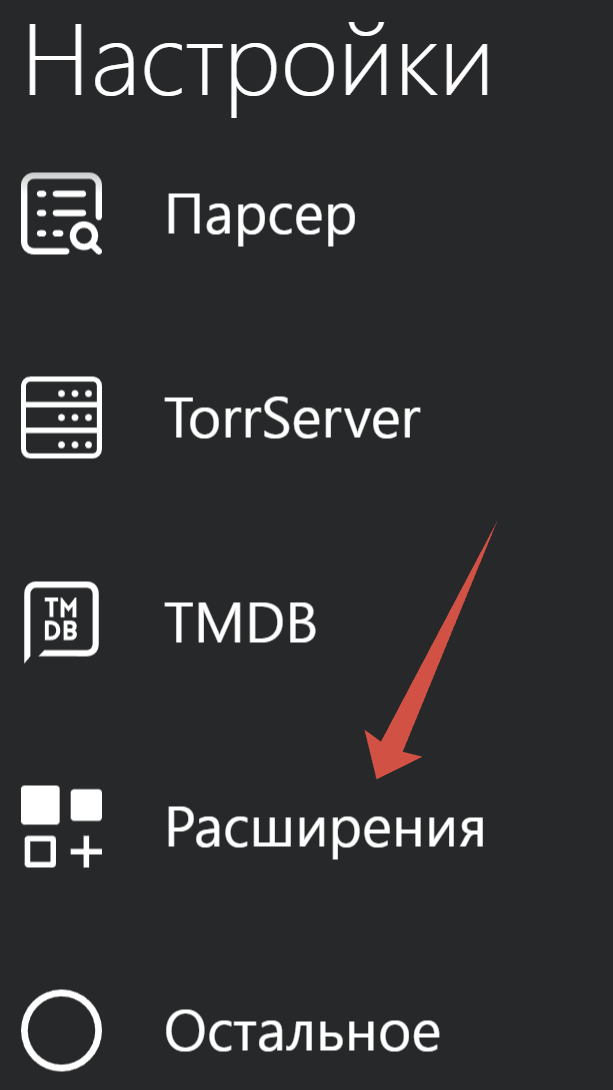 Настройки
Парсер
TorrServer
TM
DB
TMDB
Расширения
Остальное